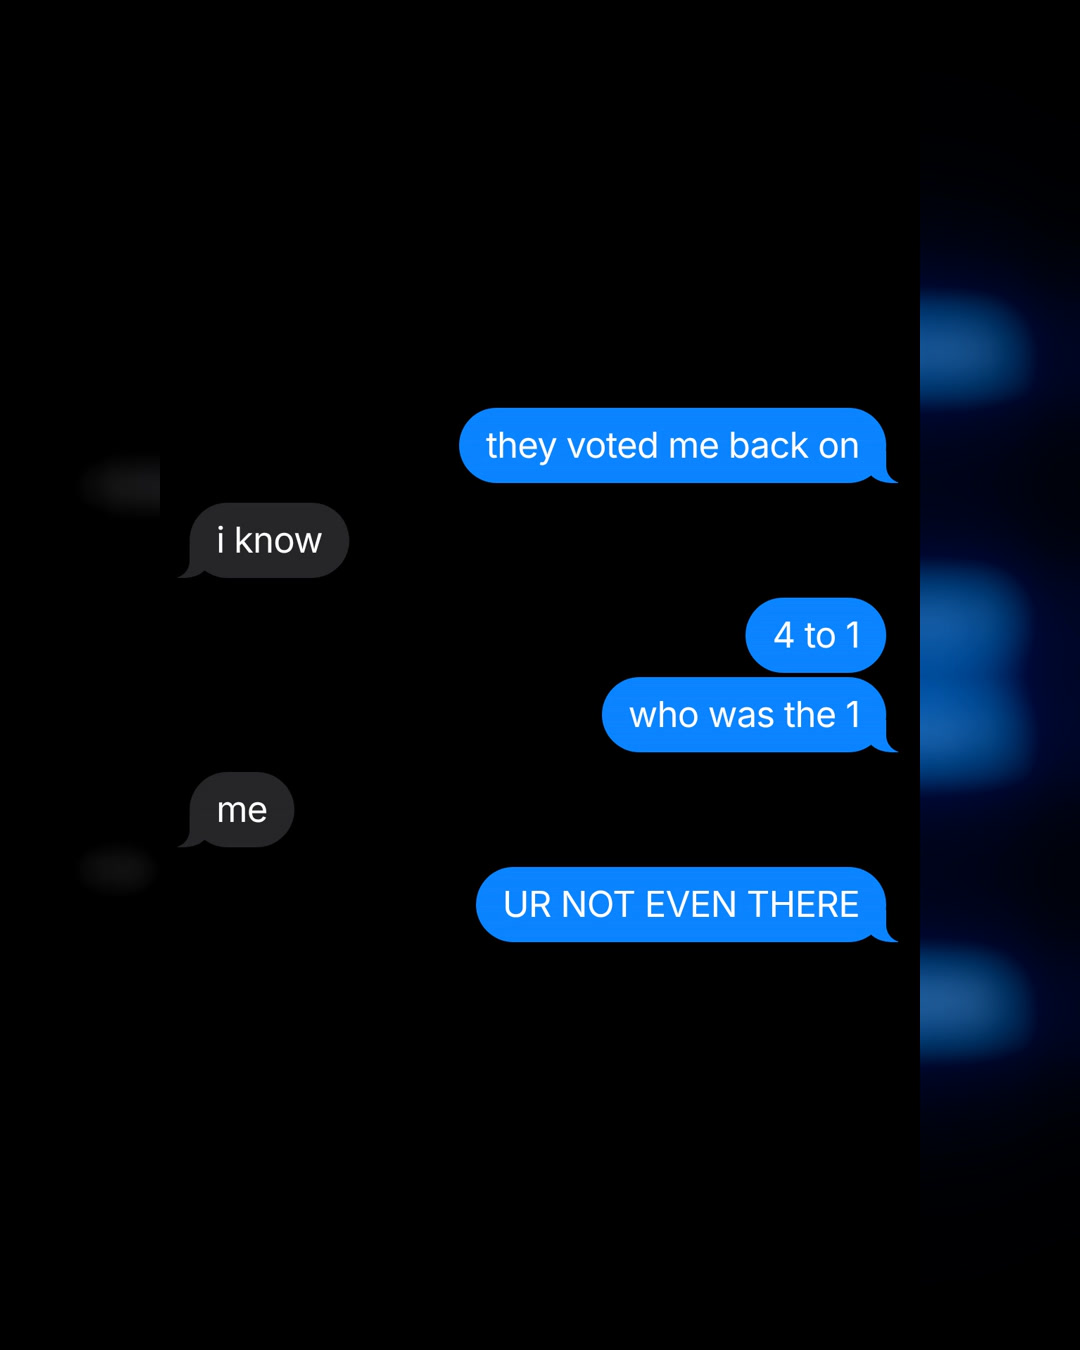 they voted me back on
i know
4 to 1
who was the 1
me
UR NOT EVEN THERE